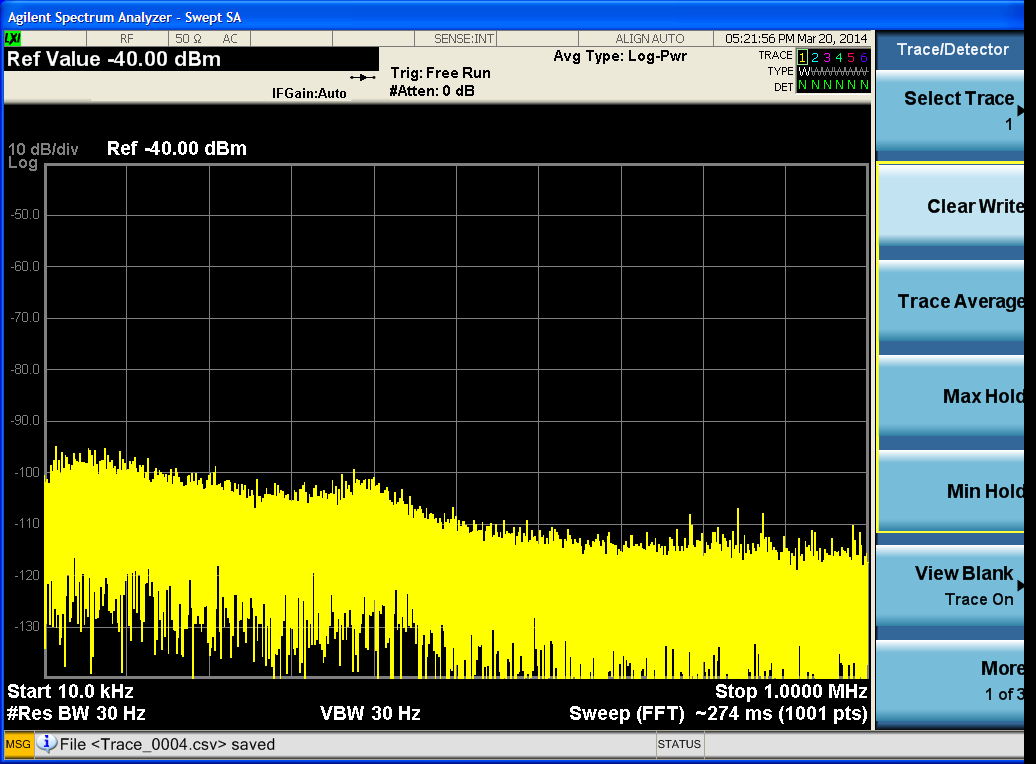 Agilent Spectrum Analyzer - Swept SA
LXI RF 50 Ω AC SENSE:INT ALIGN AUTO 05:21:56 PM Mar 20, 2014
Ref Value -40.00 dBm
Avg Type: Log-Pwr
Trig: Free Run
IFGain:Auto
#Atten: 0 dB
TRACE 1 2 3 4 5 6
TYPE WWWWWW
DET N N N N N N
10 dB/div
Log
Ref -40.00 dBm
-50.0
-60.0
-70.0
-80.0
-90.0
-100
-110
-120
-130
Start 10.0 kHz
Stop 1.0000 MHz
#Res BW 30 Hz
VBW 30 Hz
Sweep (FFT) ~274 ms (1001 pts)
MSG File <Trace_0004.csv> saved
STATUS
Trace/Detector
Select Trace
1
Clear Write
Trace Average
Max Hold
Min Hold
View Blank
Trace On
More
1 of 3